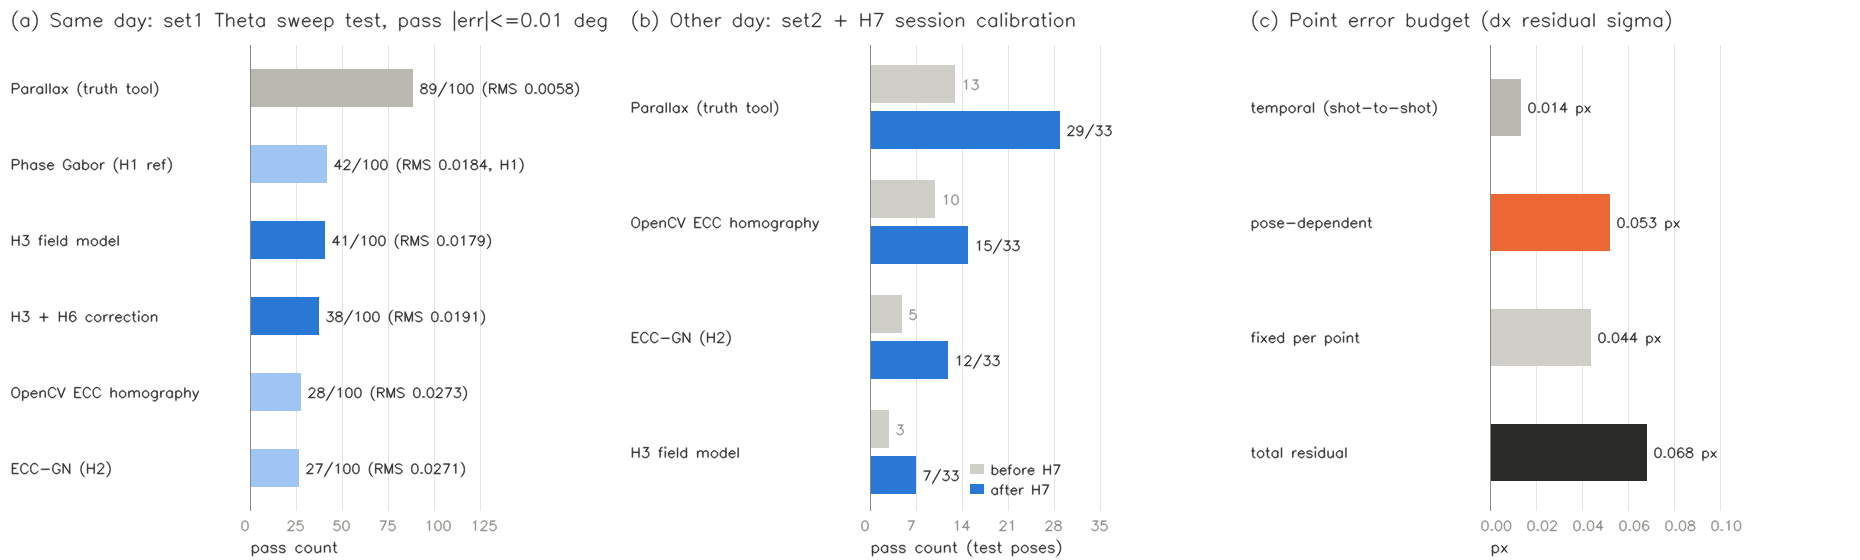 (a) Same day: set1 Theta sweep test, pass |err|<=0.01 deg
Parallax (truth tool)
89/100 (RMS 0.0058)
Phase Gabor (H1 ref)
42/100 (RMS 0.0184, H1)
H3 field model
41/100 (RMS 0.0179)
H3 + H6 correction
38/100 (RMS 0.0191)
OpenCV ECC homography
28/100 (RMS 0.0273)
ECC-GN (H2)
27/100 (RMS 0.0271)
0 25 50 75 100 125
pass count
(b) Other day: set2 + H7 session calibration
Parallax (truth tool)
13
29/33
OpenCV ECC homography
10
15/33
ECC-GN (H2)
5
12/33
H3 field model
3
7/33
before H7
after H7
0 7 14 21 28 35
pass count (test poses)
(c) Point error budget (dx residual sigma)
temporal (shot-to-shot)
0.014 px
pose-dependent
0.053 px
fixed per point
0.044 px
total residual
0.068 px
0.00 0.02 0.04 0.06 0.08 0.10
px